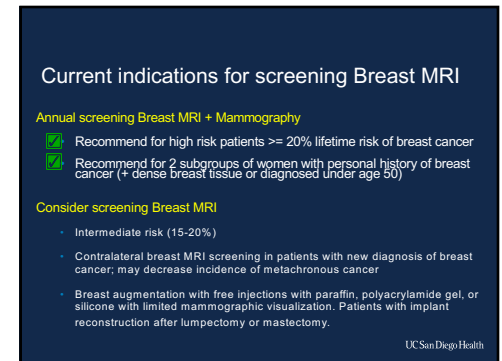 Current indications for screening Breast MRI
Annual screening Breast MRI + Mammography
Recommend for high risk patients >= 20% lifetime risk of breast cancer
Recommend for 2 subgroups of women with personal history of breast
cancer (+ dense breast tissue or diagnosed under age 50)
Consider screening Breast MRI
• Intermediate risk (15-20%)
• Contralateral breast MRI screening in patients with new diagnosis of breast
cancer; may decrease incidence of metachronous cancer
• Breast augmentation with free injections with paraffin, polyacrylamide gel, or
silicone with limited mammographic visualization. Patients with implant
reconstruction after lumpectomy or mastectomy.
UC San Diego Health